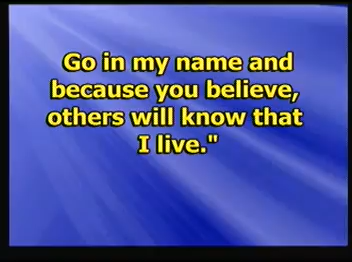 Go in my name and
because you believe,
others will know that
I live."